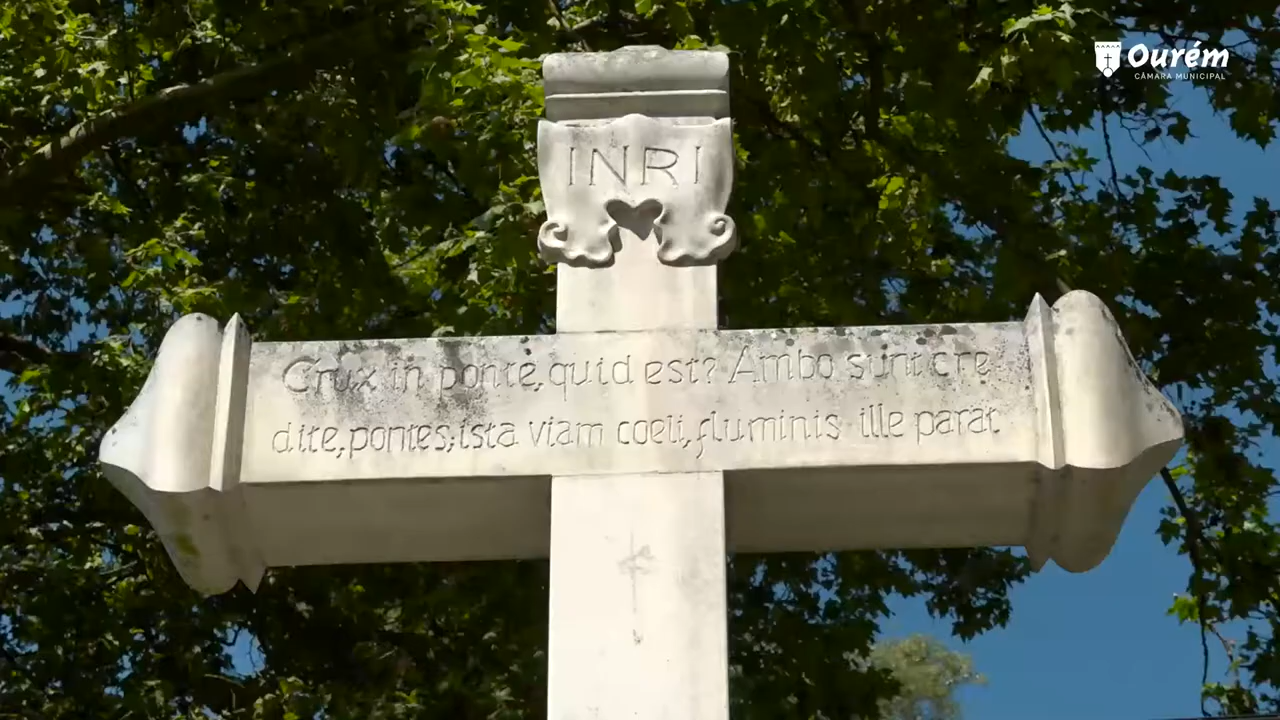 Ourém
CÂMARA MUNICIPAL
INRI
Crux in ponte, quid est? Ambo sunt cre
dite, pontes; ista viam coeli, fluminis ille parat.